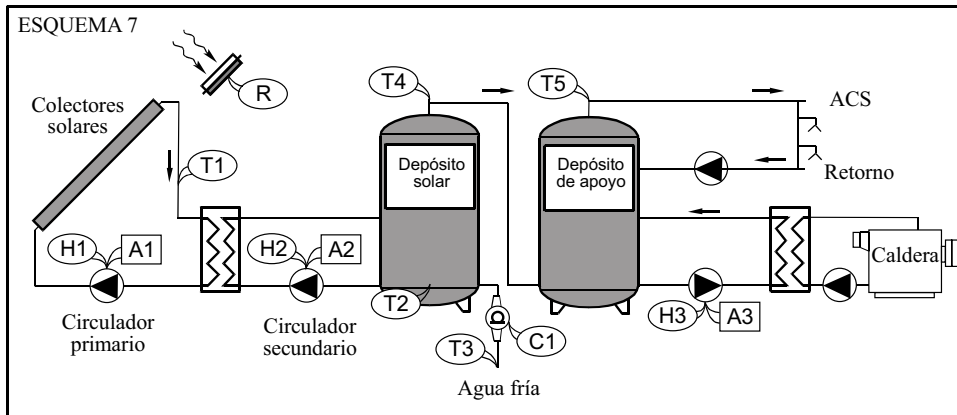 ESQUEMA 7
R
Colectores
solares
T1
H1
A1
Circulador
primario
H2
A2
Circulador
secundario
T4
Depósito
solar
T2
T3
C1
Agua fría
T5
Depósito
de apoyo
ACS
Retorno
H3
A3
Caldera